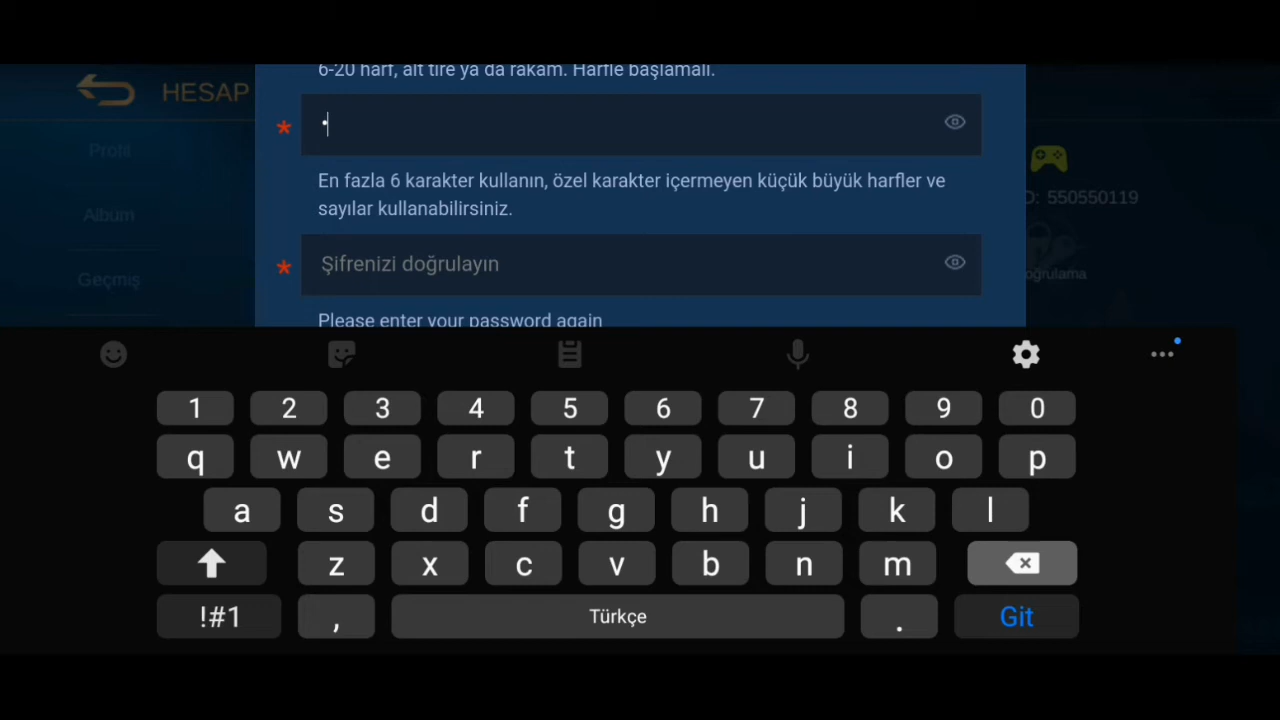 6-20 harf, alt tire ya da rakam. Harfle başlamalı.
HESAP
* •
Profil
En fazla 6 karakter kullanın, özel karakter içermeyen küçük büyük harfler ve
sayılar kullanabilirsiniz.
D: 550550119
Albüm
* Şifrenizi doğrulayın
oğrulama
Geçmiş
Please enter your password again
1 2 3 4 5 6 7 8 9 0
q w e r t y u i o p
a s d f g h j k l
z x c v b n m
!#1 , Türkçe . Git